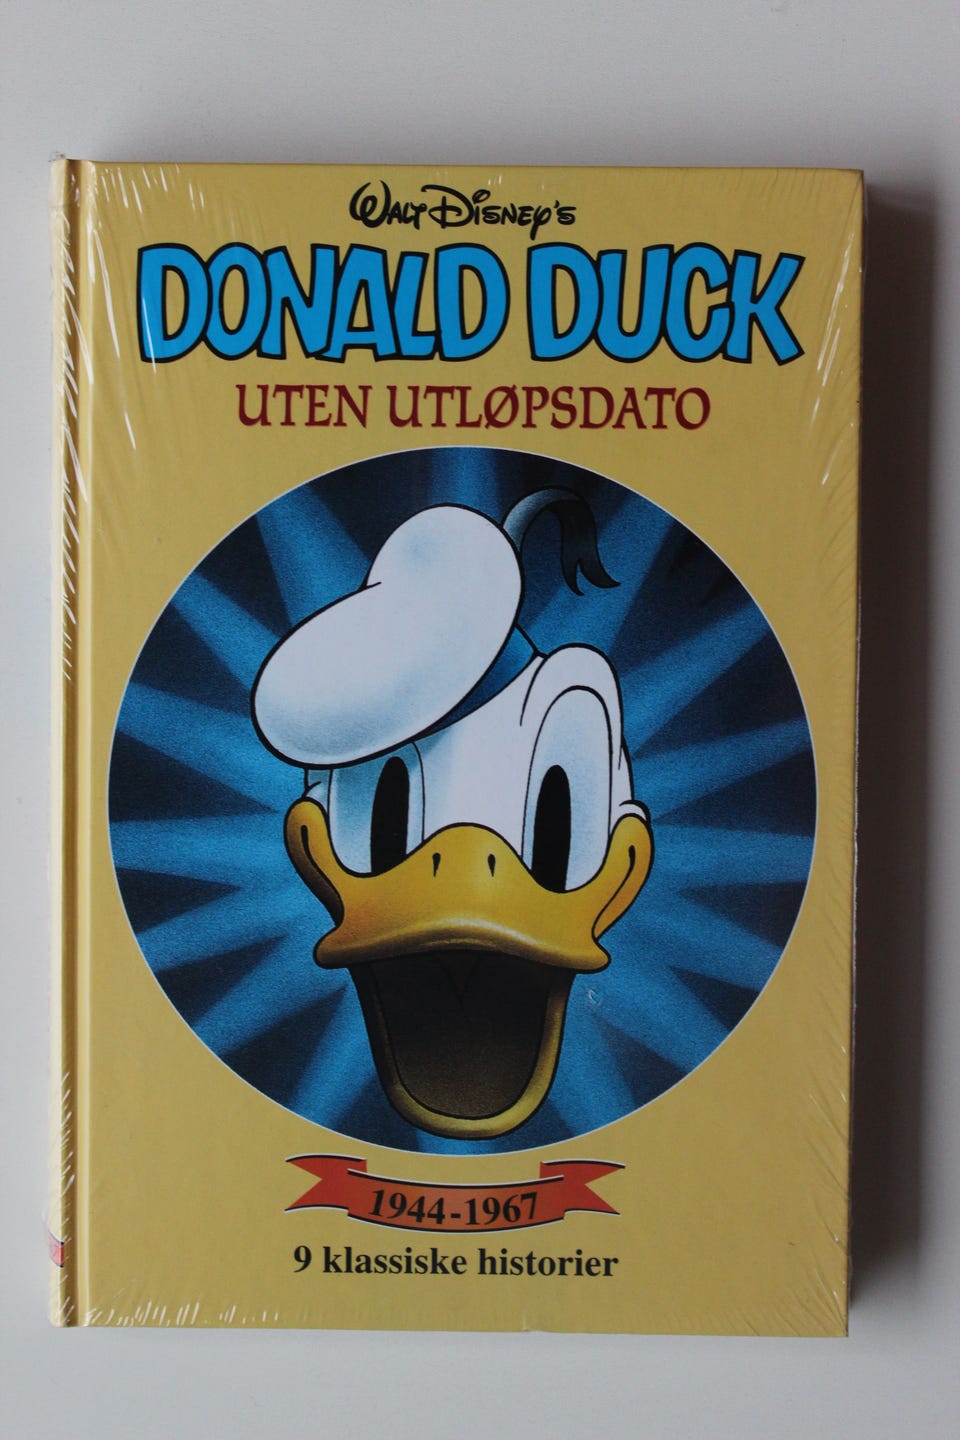 WALT DISNEY'S
DONALD DUCK
UTEN UTLØPSDATO
1944-1967
9 klassiske historier